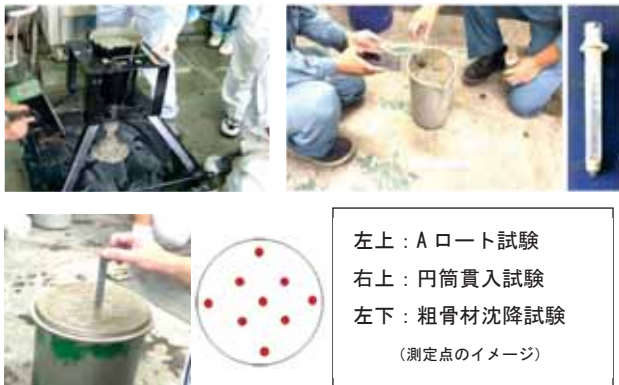 左上：Aロート試験
右上：円筒貫入試験
左下：粗骨材沈降試験
（測定点のイメージ）